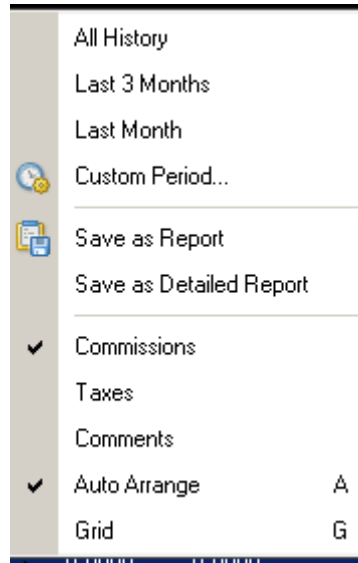 All History
Last 3 Months
Last Month
Custom Period...
Save as Report
Save as Detailed Report
Commissions
Taxes
Comments
Auto Arrange A
Grid G